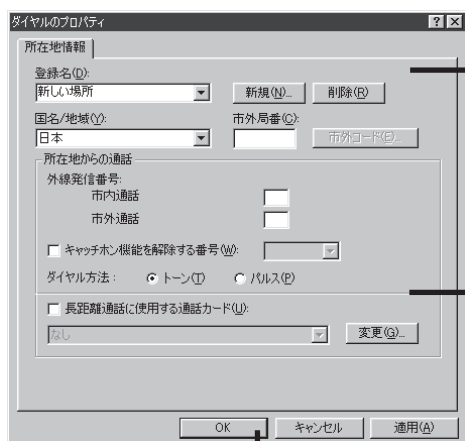 ダイヤルのプロパティ
所在地情報
登録名(D):
新しい場所
新規(N)...
削除(R)
国名/地域(Y):
市外局番(C):
日本
市外コード(E)...
所在地からの通話
外線発信番号:
市内通話
市外通話
キャッチホン機能を解除する番号(W):
ダイヤル方法:
トーン(T)
パルス(P)
長距離通話に使用する通話カード(U):
なし
変更(G)...
OK
キャンセル
適用(A)